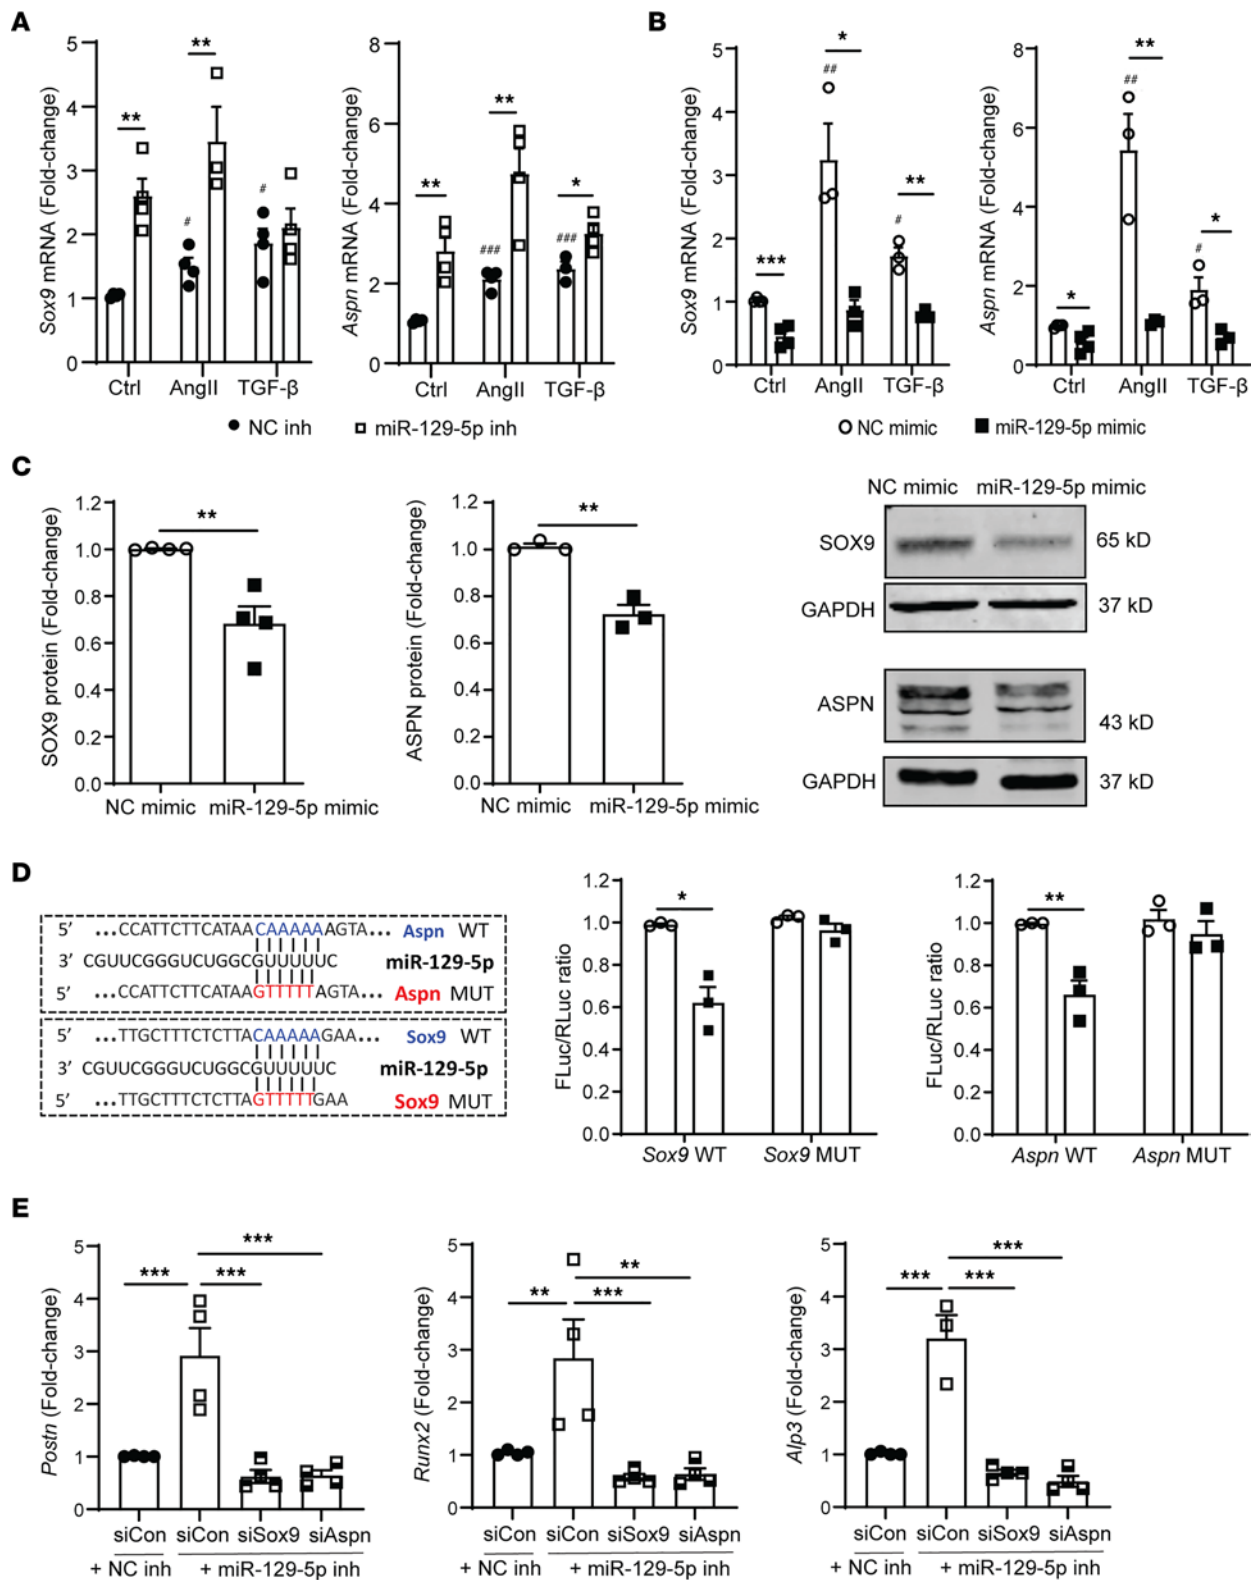 A
Sox9 mRNA (Fold-change)
5
4
3
2
1
0
**
**
#
#
Ctrl AngII TGF-β
Aspn mRNA (Fold-change)
8
6
4
2
0
**
**
*
###
###
Ctrl AngII TGF-β
NC inh miR-129-5p inh
B
Sox9 mRNA (Fold-change)
5
4
3
2
1
0
***
*
**
##
#
Ctrl AngII TGF-β
Aspn mRNA (Fold-change)
8
6
4
2
0
*
**
*
##
#
Ctrl AngII TGF-β
NC mimic miR-129-5p mimic
C
SOX9 protein (Fold-change)
1.2
1.0
0.8
0.6
0.4
0.2
0.0
**
NC mimic miR-129-5p mimic
ASPN protein (Fold-change)
1.2
1.0
0.8
0.6
0.4
0.2
0.0
**
NC mimic miR-129-5p mimic
NC mimic miR-129-5p mimic
SOX9 65 kD
GAPDH 37 kD
ASPN 43 kD
GAPDH 37 kD
D
5′ ...CCATTCTTCATAACAAAAAAGTA... Aspn WT
3′ CGUUCGGGUCUGGCGUUUUUC miR-129-5p
5′ ...CCATTCTTCATAAGTTTTTAGTA... Aspn MUT
5′ ...TTGCTTTCTCTTACAAAAAGAA... Sox9 WT
3′ CGUUCGGGUCUGGCGUUUUUC miR-129-5p
5′ ...TTGCTTTCTCTTAGTTTTTGAA Sox9 MUT
FLuc/RLuc ratio
1.2
1.0
0.8
0.6
0.4
0.2
0.0
*
Sox9 WT Sox9 MUT
FLuc/RLuc ratio
1.2
1.0
0.8
0.6
0.4
0.2
0.0
**
Aspn WT Aspn MUT
E
Postn (Fold-change)
5
4
3
2
1
0
***
***
***
siCon siCon siSox9 siAspn
+ NC inh + miR-129-5p inh
Runx2 (Fold-change)
5
4
3
2
1
0
**
**
***
siCon siCon siSox9 siAspn
+ NC inh + miR-129-5p inh
Alp3 (Fold-change)
5
4
3
2
1
0
***
***
***
siCon siCon siSox9 siAspn
+ NC inh + miR-129-5p inh